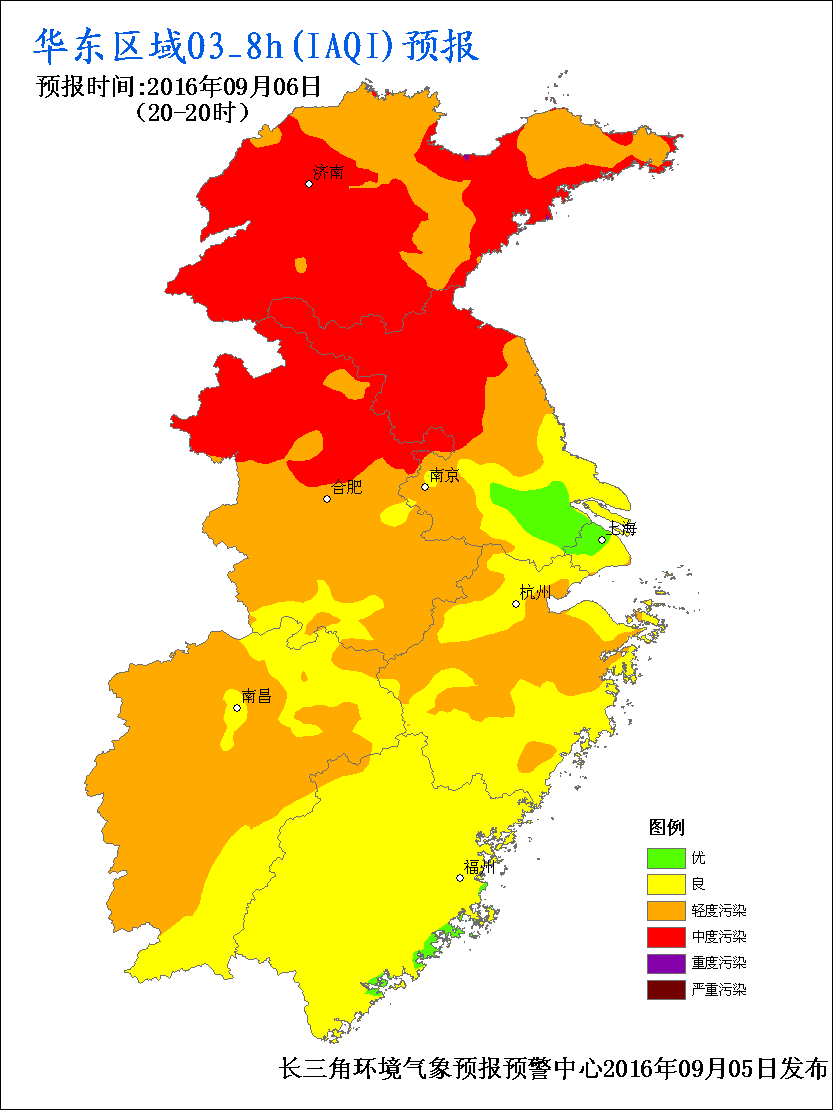 华东区域O3_8h(IAQI)预报
预报时间:2016年09月06日
（20-20时）
济南
南京
合肥
上海
杭州
南昌
福州
图例
优
良
轻度污染
中度污染
重度污染
严重污染
长三角环境气象预报预警中心2016年09月05日发布